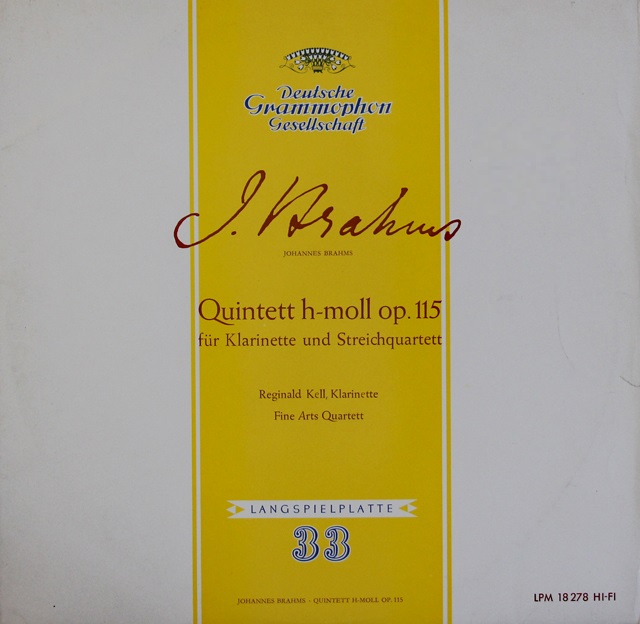 Deutsche
Grammophon
Gesellschaft
J. Brahms
JOHANNES BRAHMS
Quintett h-moll op. 115
für Klarinette und Streichquartett
Reginald Kell, Klarinette
Fine Arts Quartett
LANGSPIELPLATTE
33
JOHANNES BRAHMS · QUINTETT H-MOLL OP. 115
LPM 18 278 HI-FI